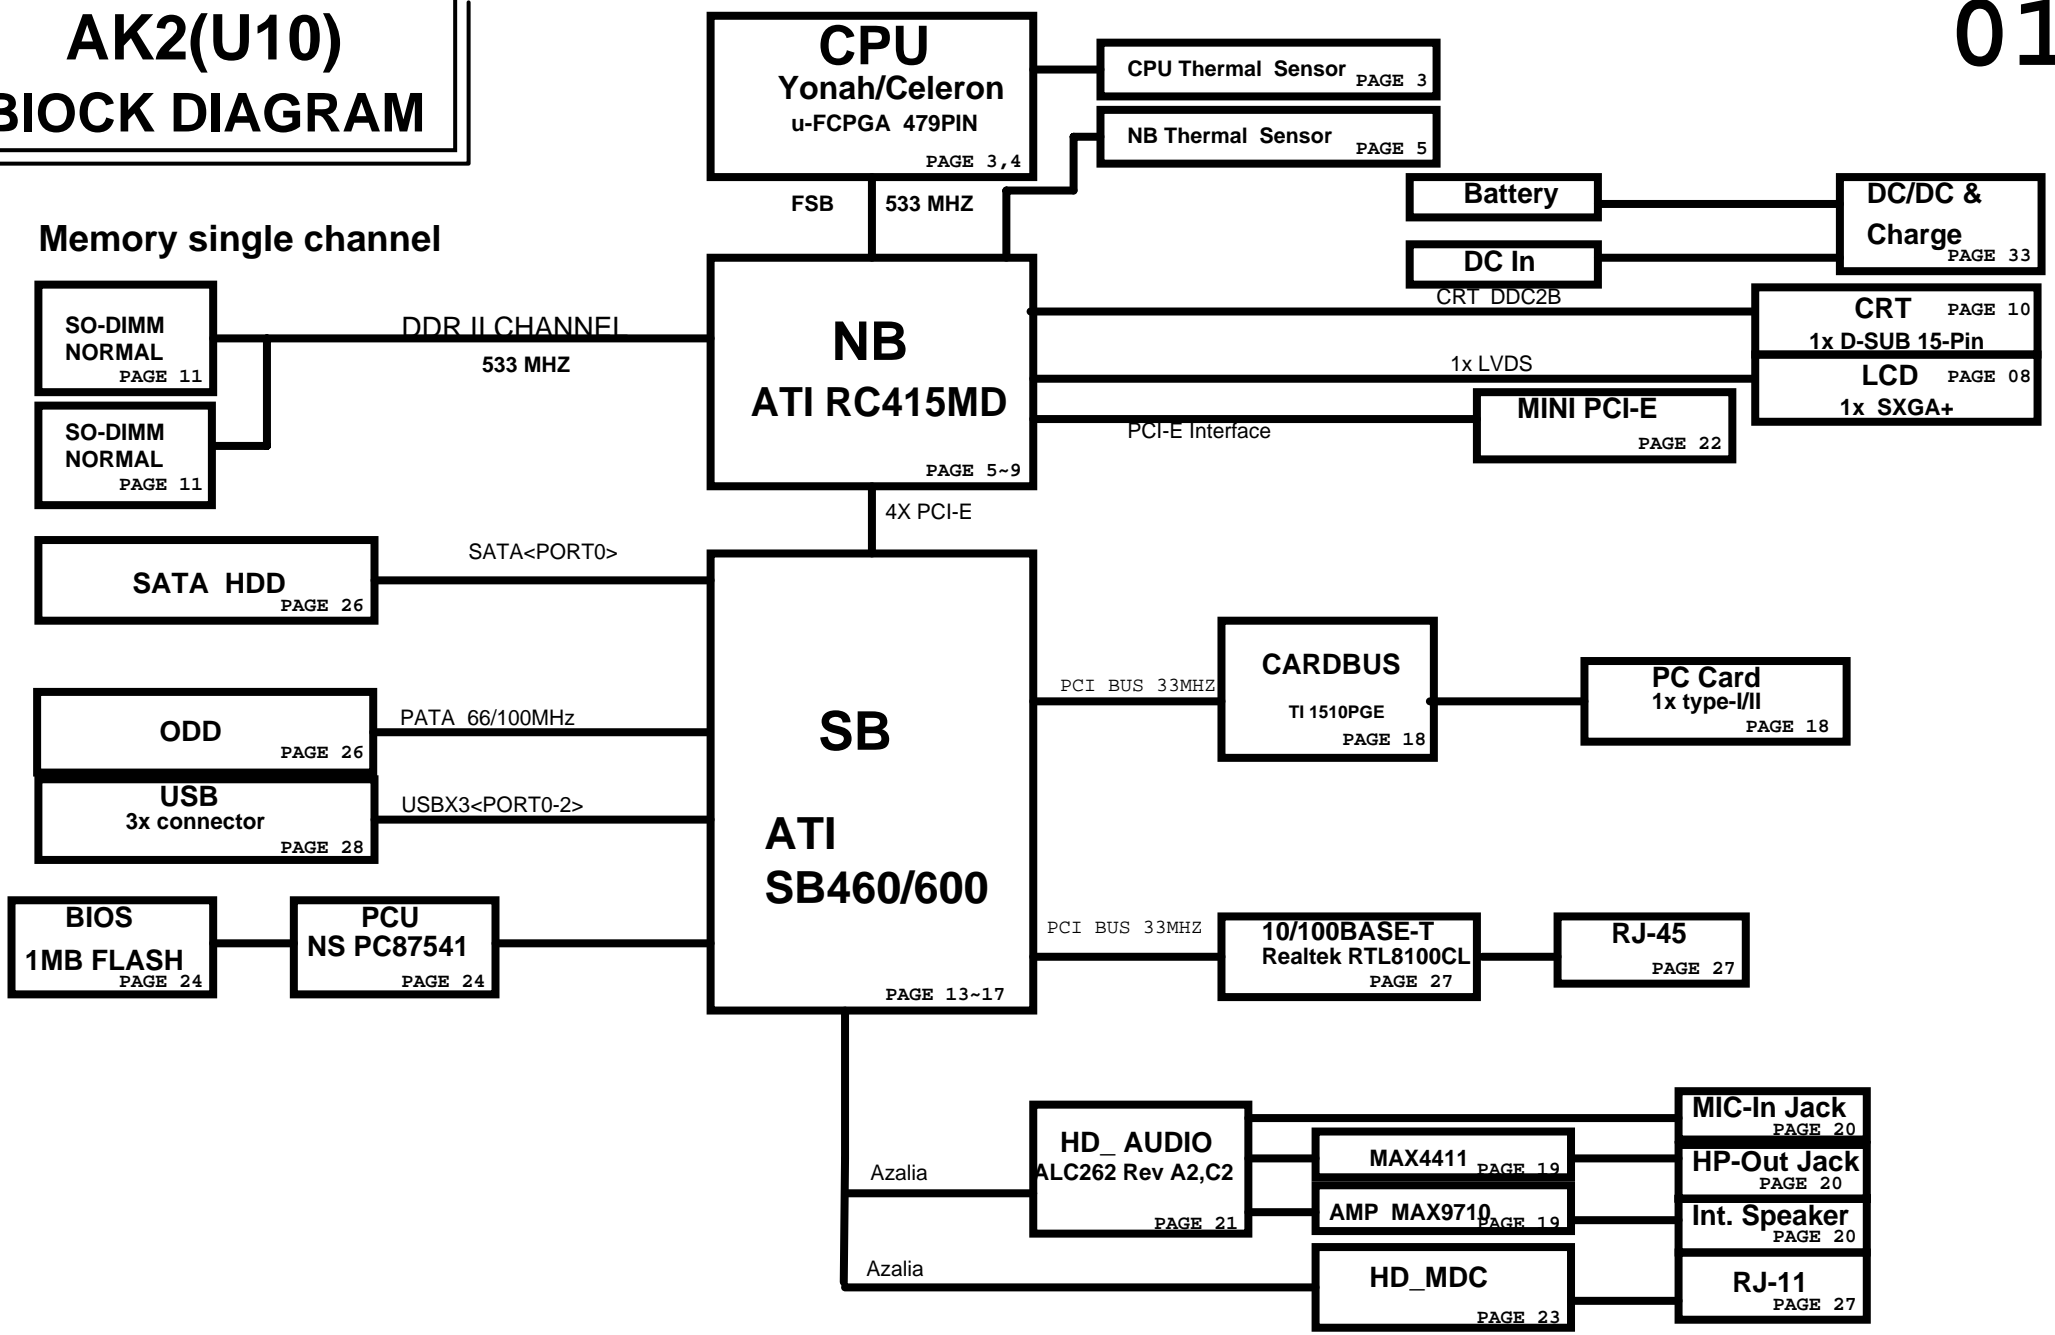 AK2(U10)
BIOCK DIAGRAM
01
CPU
Yonah/Celeron
u-FCPGA 479PIN
PAGE 3,4
CPU Thermal Sensor PAGE 3
NB Thermal Sensor PAGE 5
FSB 533 MHZ
Battery
DC In
DC/DC &
Charge
PAGE 33
Memory single channel
SO-DIMM
NORMAL
PAGE 11
SO-DIMM
NORMAL
PAGE 11
DDR II CHANNEL
533 MHZ
NB
ATI RC415MD
PAGE 5~9
CRT DDC2B
CRT PAGE 10
1x D-SUB 15-Pin
1x LVDS
LCD PAGE 08
1x SXGA+
PCI-E Interface
MINI PCI-E
PAGE 22
4X PCI-E
SATA HDD
PAGE 26
SATA<PORT0>
ODD
PAGE 26
PATA 66/100MHz
USB
3x connector
PAGE 28
USBX3<PORT0-2>
BIOS
1MB FLASH
PAGE 24
PCU
NS PC87541
PAGE 24
SB
ATI
SB460/600
PAGE 13~17
PCI BUS 33MHZ
CARDBUS
TI 1510PGE
PAGE 18
PC Card
1x type-I/II
PAGE 18
PCI BUS 33MHZ
10/100BASE-T
Realtek RTL8100CL
PAGE 27
RJ-45
PAGE 27
Azalia
HD_ AUDIO
ALC262 Rev A2,C2
PAGE 21
MAX4411 PAGE 19
AMP MAX9710 PAGE 19
MIC-In Jack
PAGE 20
HP-Out Jack
PAGE 20
Int. Speaker
PAGE 20
Azalia
HD_MDC
PAGE 23
RJ-11
PAGE 27